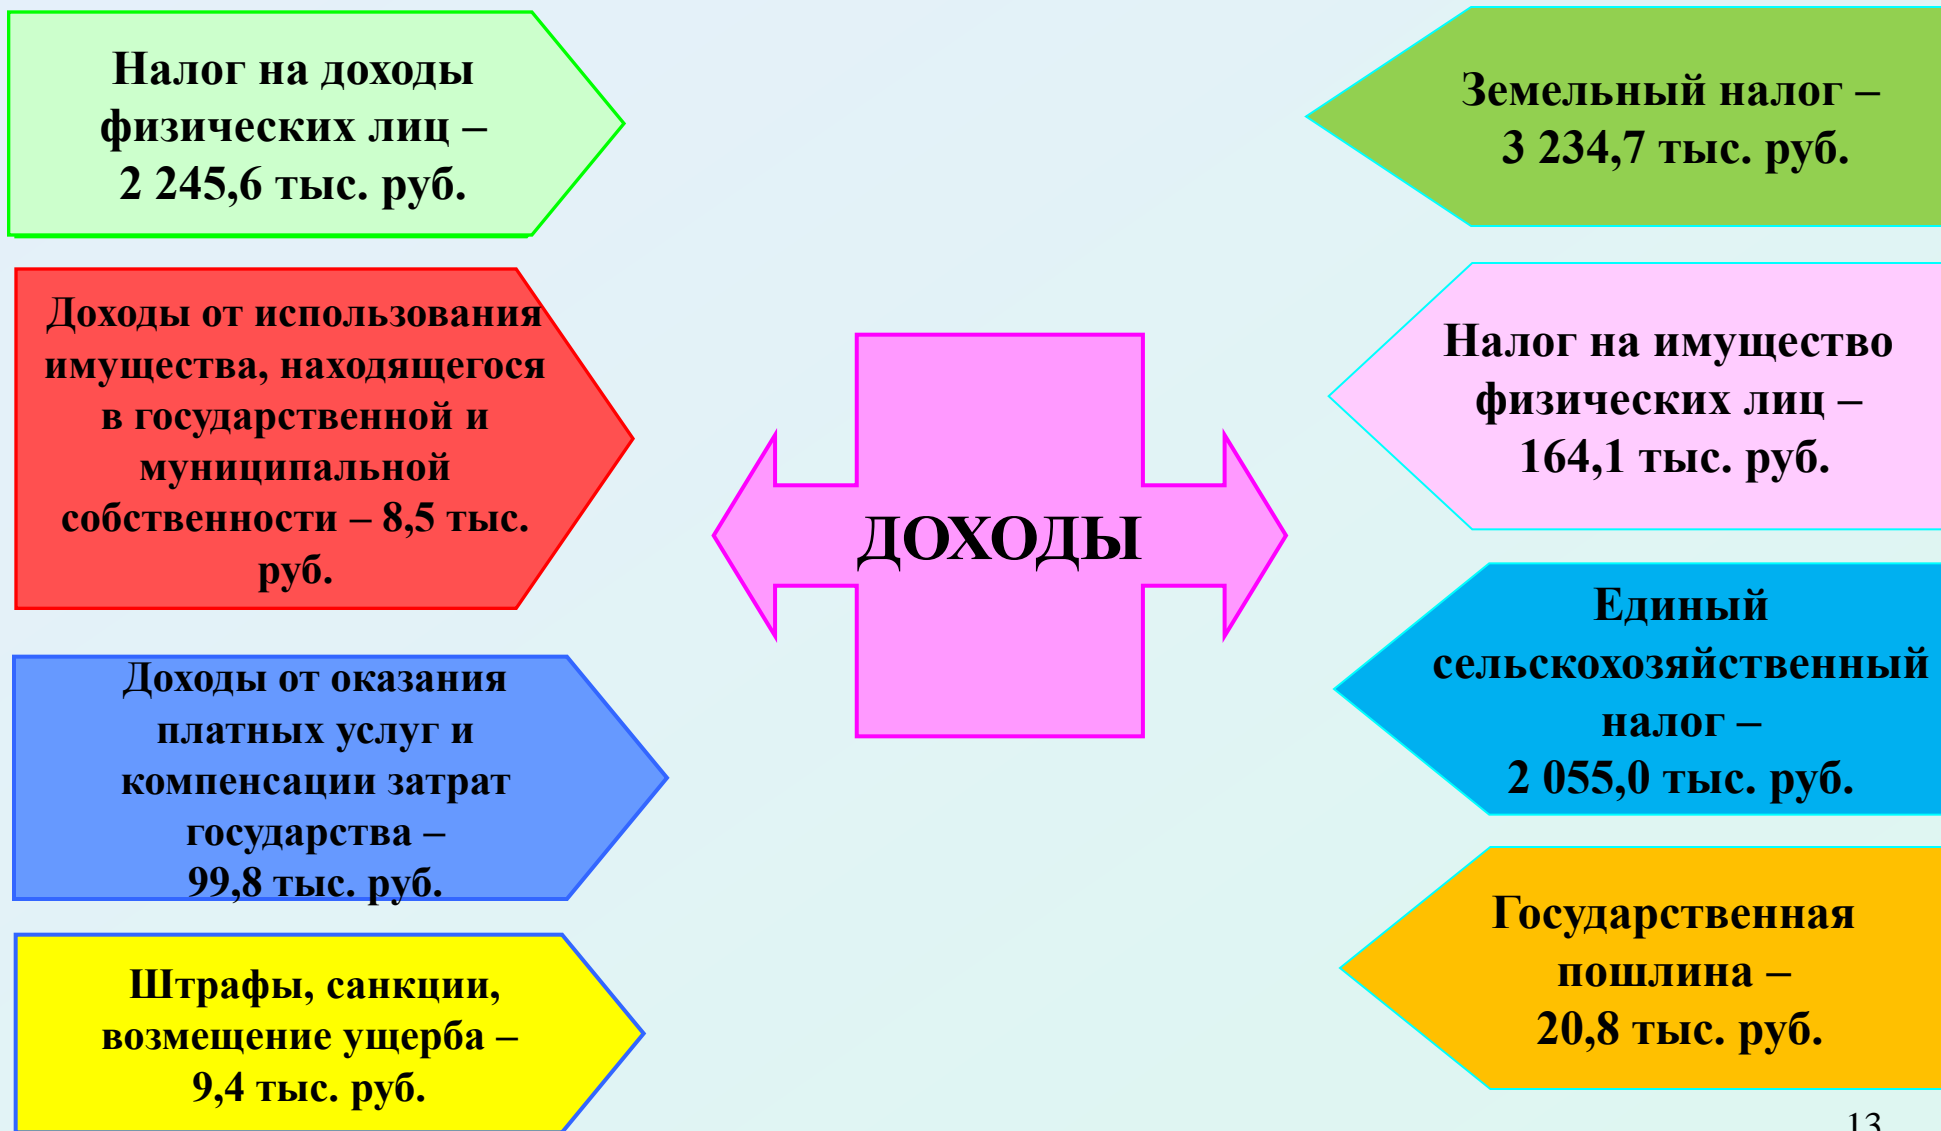 Налог на доходы
физических лиц –
2 245,6 тыс. руб.
Доходы от использования
имущества, находящегося
в государственной и
муниципальной
собственности – 8,5 тыс.
руб.
Доходы от оказания
платных услуг и
компенсации затрат
государства –
99,8 тыс. руб.
Штрафы, санкции,
возмещение ущерба –
9,4 тыс. руб.
ДОХОДЫ
Земельный налог –
3 234,7 тыс. руб.
Налог на имущество
физических лиц –
164,1 тыс. руб.
Единый
сельскохозяйственный
налог –
2 055,0 тыс. руб.
Государственная
пошлина –
20,8 тыс. руб.
13